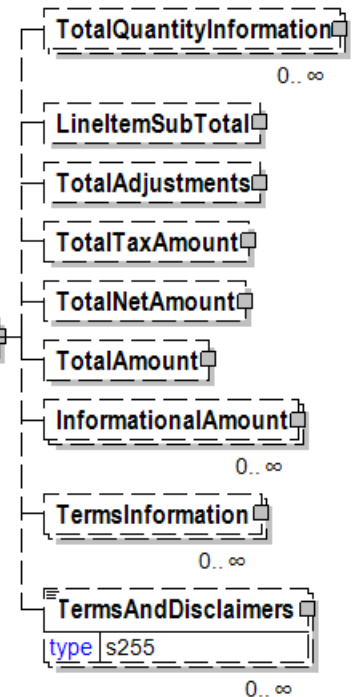 TotalQuantityInformation
0.. ∞
LineItemSubTotal
TotalAdjustments
TotalTaxAmount
TotalNetAmount
TotalAmount
InformationalAmount
0.. ∞
TermsInformation
0.. ∞
TermsAndDisclaimers
type s255
0.. ∞